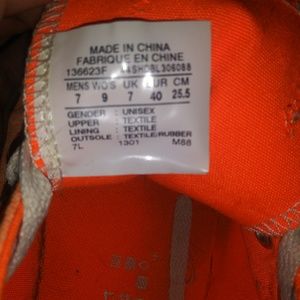 MADE IN CHINA
FABRIQUE EN CHINE
136623F
MENS WO'S UK EUR CM
7 9 7 40 25.5
GENDER : UNISEX
UPPER : TEXTILE
LINING : TEXTILE
OUTSOLE : TEXTILE/RUBBER
7L 1301 M88